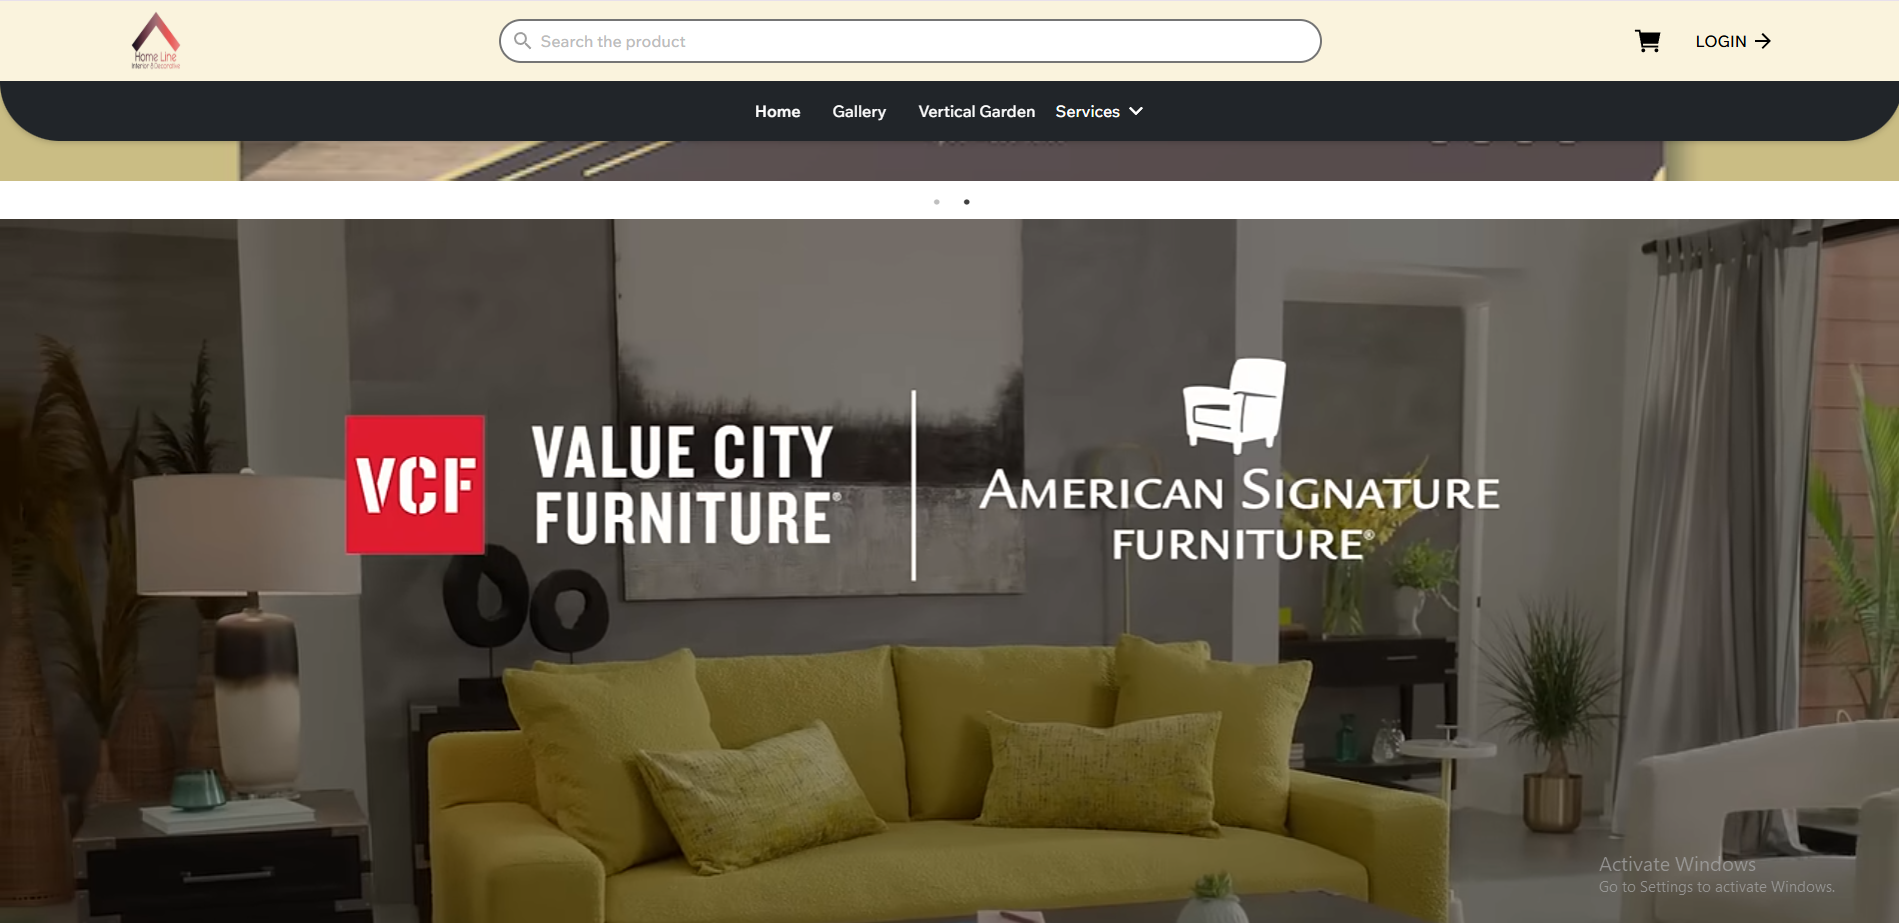 Home Line
Interior & Decorative
Search the product
LOGIN
Home
Gallery
Vertical Garden
Services
VCF
VALUE CITY
FURNITURE®
AMERICAN SIGNATURE
FURNITURE®
Activate Windows
Go to Settings to activate Windows.